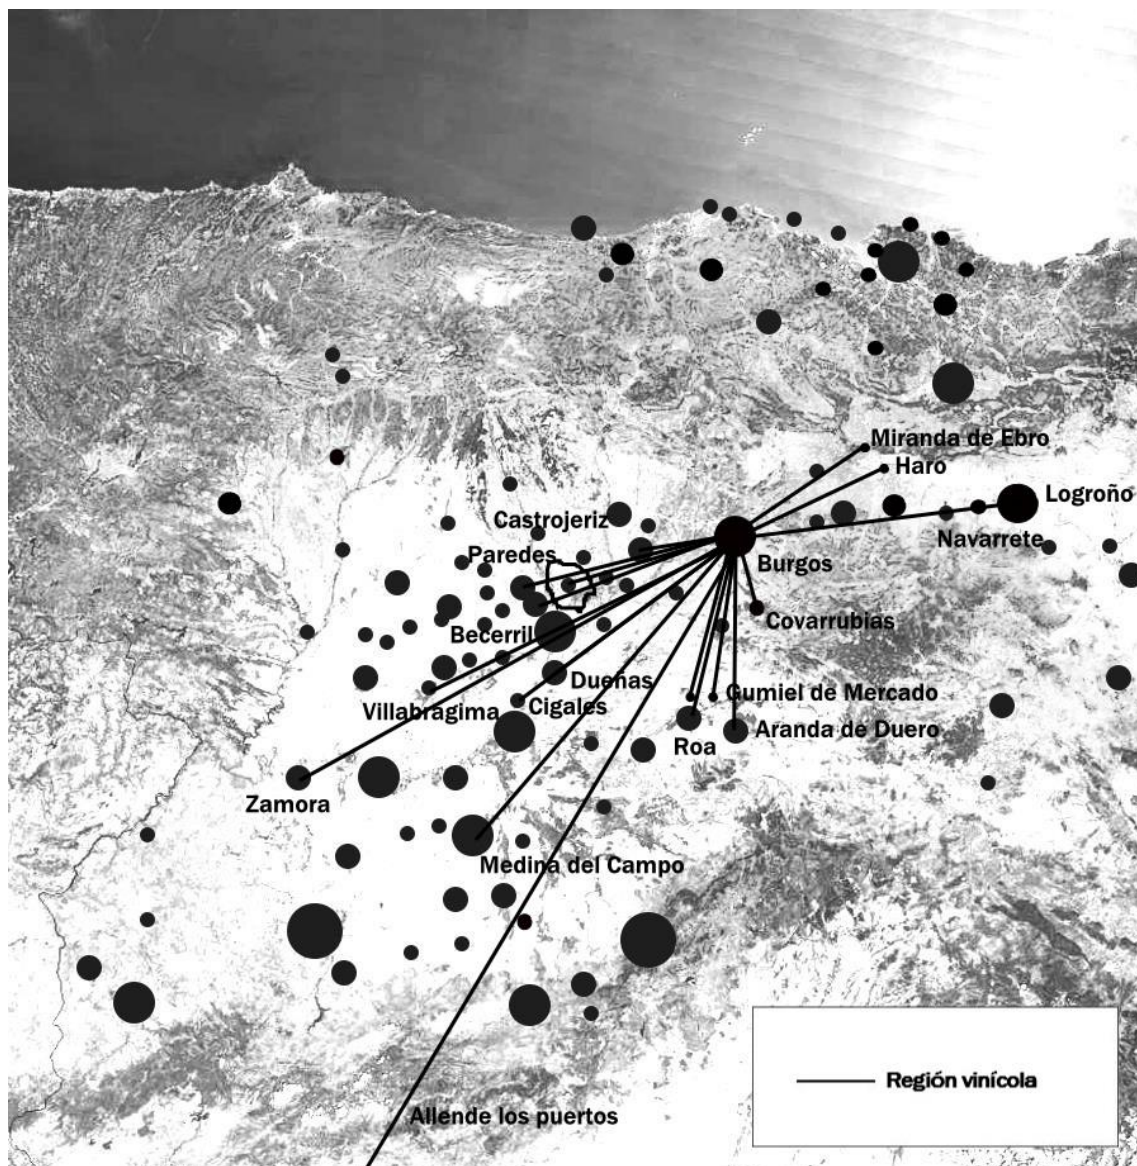 Miranda de Ebro
Haro
Logroño
Castrojeriz
Navarrete
Paredes
Burgos
Covarrubias
Becerril
Dueñas
Gumiel de Mercado
Villabragima
Cigales
Aranda de Duero
Roa
Zamora
Medina del Campo
Región vinícola
Allende los puertos